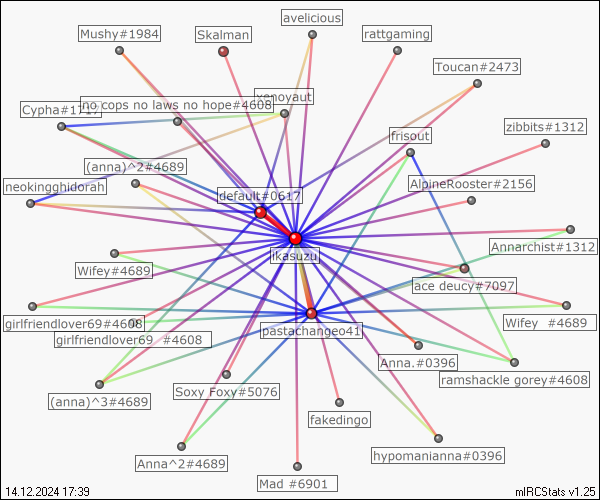 avelicious
Mushy#1984
Skalman
rattgaming
Toucan#2473
xenoyaut
no cops no laws no hope#4608
Cypha#1717
zibbits#1312
frisout
(anna)^2#4689
AlpineRooster#2156
neokingghidorah
default#0617
Annarchist#1312
ikasuzu
Wifey#4689
ace deucy#7097
girlfriendlover69#4608
Wifey #4689
pastachangeo41
girlfriendlover69 #4608
Anna.#0396
ramshackle gorey#4608
Soxy Foxy#5076
(anna)^3#4689
fakedingo
hypomanianna#0396
Anna^2#4689
Mad #6901
14.12.2024 17:39
mIRCStats v1.25